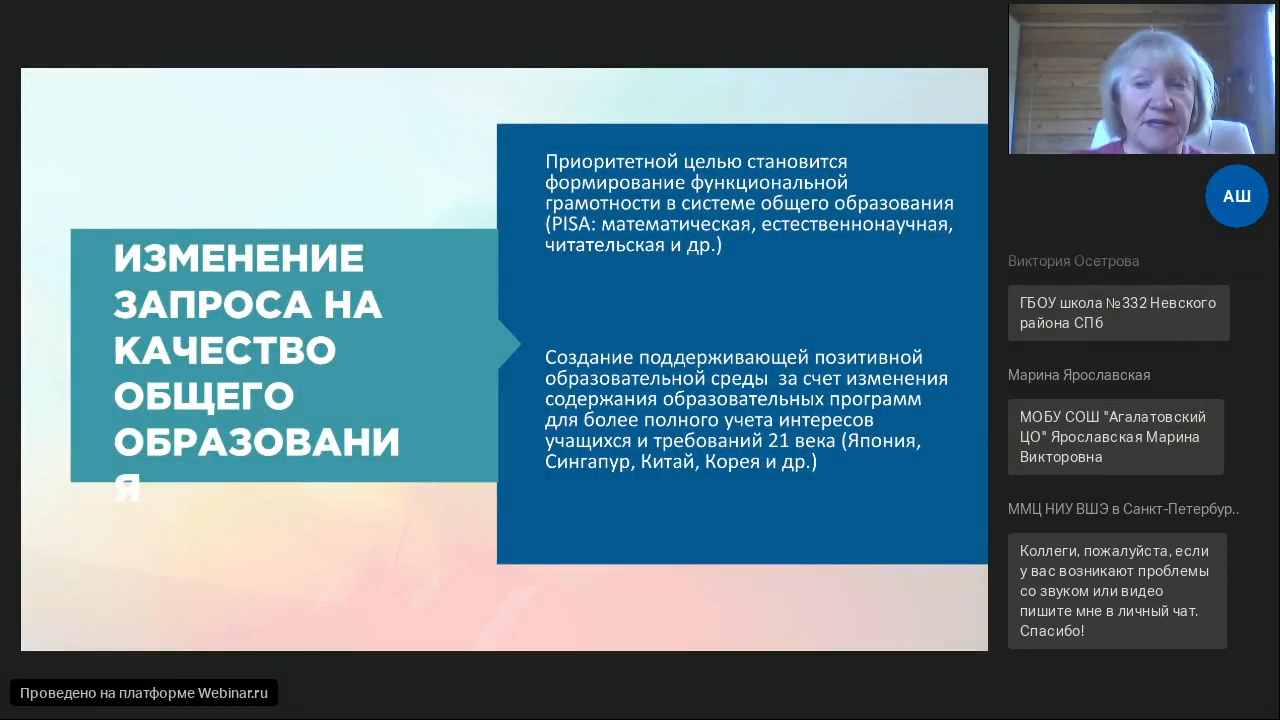 ИЗМЕНЕНИЕ
ЗАПРОСА НА
КАЧЕСТВО
ОБЩЕГО
ОБРАЗОВАНИ
Я
Приоритетной целью становится
формирование функциональной
грамотности в системе общего образования
(PISA: математическая, естественнонаучная,
читательская и др.)
Создание поддерживающей позитивной
образовательной среды за счет изменения
содержания образовательных программ
для более полного учета интересов
учащихся и требований 21 века (Япония,
Сингапур, Китай, Корея и др.)
АШ
Виктория Осетрова
ГБОУ школа №332 Невского
района СПб
Марина Ярославская
МОБУ СОШ "Агалатовский
ЦО" Ярославская Марина
Викторовна
ММЦ НИУ ВШЭ в Санкт-Петербур..
Коллеги, пожалуйста, если
у вас возникают проблемы
со звуком или видео
пишите мне в личный чат.
Спасибо!
Проведено на платформе Webinar.ru